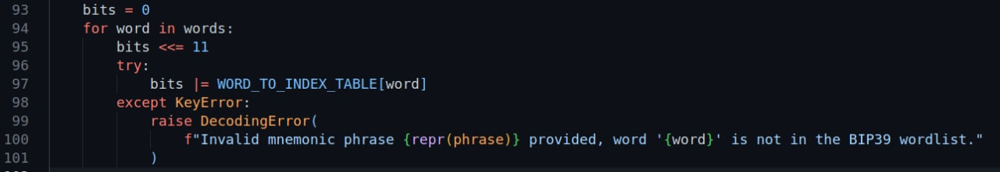 93 bits = 0
94 for word in words:
95 bits <<= 11
96 try:
97 bits |= WORD_TO_INDEX_TABLE[word]
98 except KeyError:
99 raise DecodingError(
100 f"Invalid mnemonic phrase {repr(phrase)} provided, word '{word}' is not in the BIP39 wordlist."
101 )